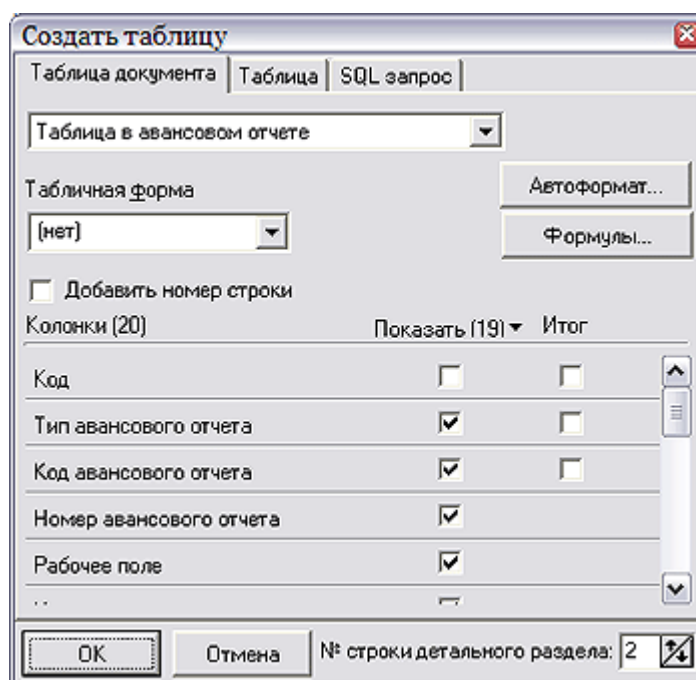 Создать таблицу
Таблица документа Таблица SQL запрос
Таблица в авансовом отчете
Табличная форма
Автоформат...
(нет)
Формулы...
Добавить номер строки
Колонки (20) Показать (19) Итог
Код
Тип авансового отчета
Код авансового отчета
Номер авансового отчета
Рабочее поле
OK Отмена № строки детального раздела: 2